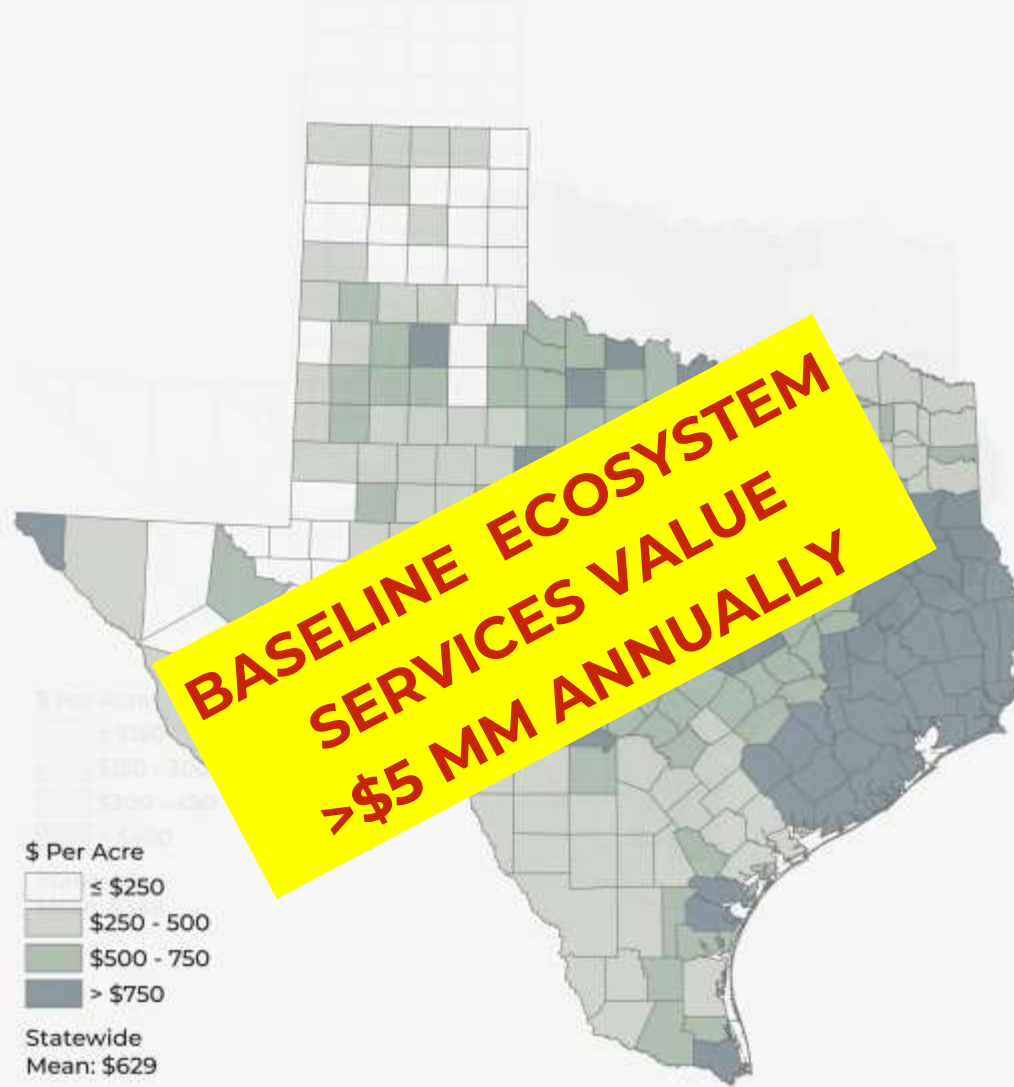 BASELINE ECOSYSTEM
SERVICES VALUE
>$5 MM ANNUALLY
$ Per Acre
≤ $250
$250 - 500
$500 - 750
> $750
Statewide
Mean: $629